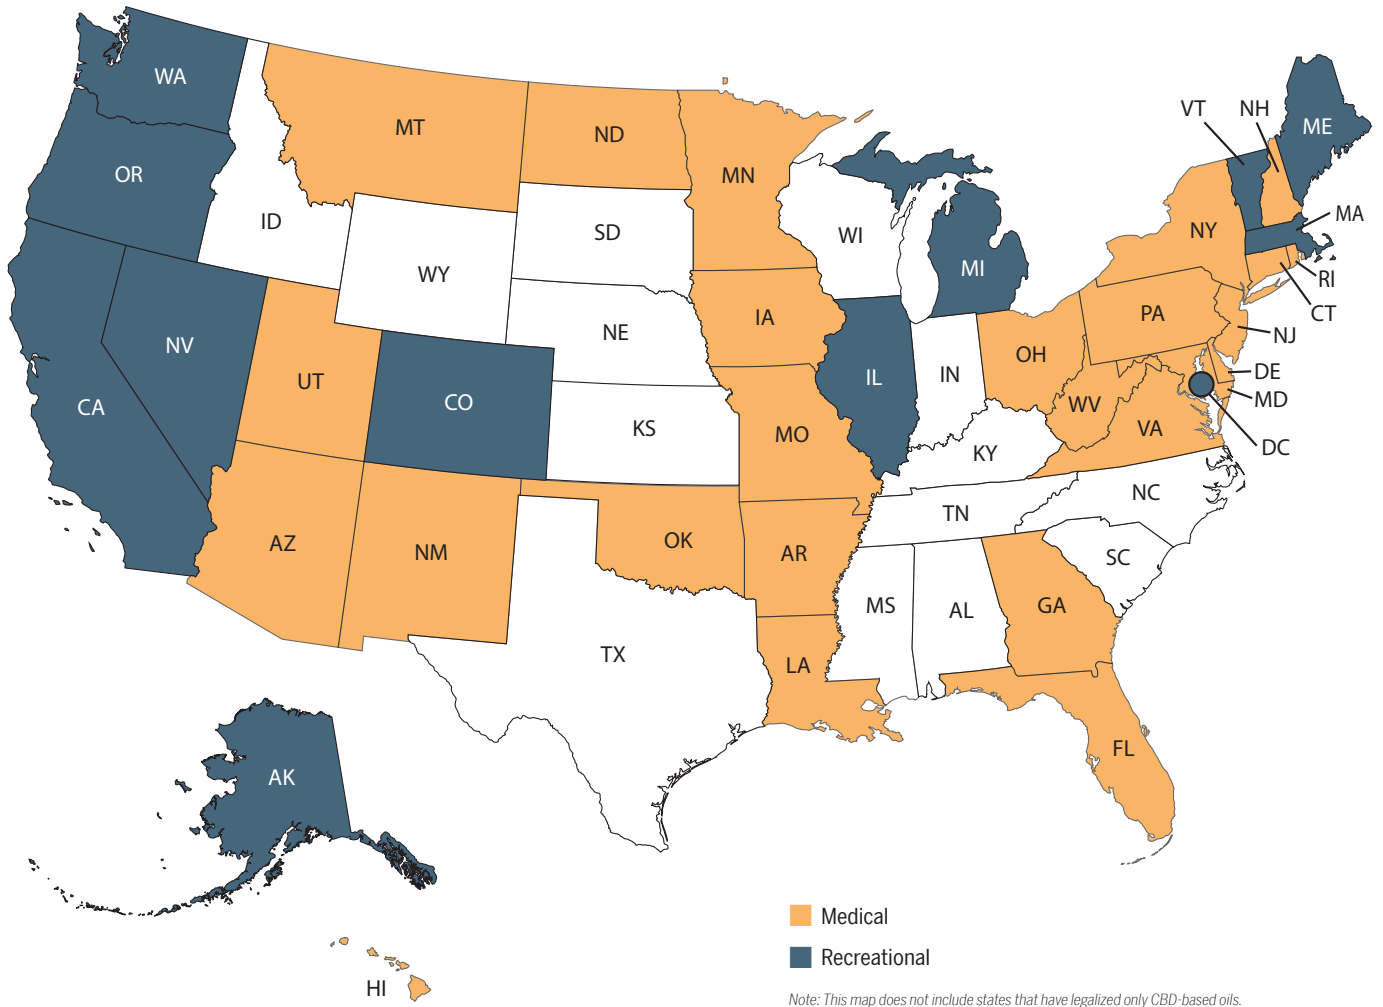 WA
MT
ND
MN
VT
NH
ME
OR
ID
SD
WI
NY
MA
WY
MI
RI
NV
NE
IA
PA
CT
NJ
UT
CO
IL
IN
OH
DE
CA
KS
MO
WV
VA
MD
DC
KY
NC
AZ
NM
OK
AR
TN
SC
MS
AL
GA
TX
LA
FL
AK
HI
Medical
Recreational
Note: This map does not include states that have legalized only CBD-based oils.